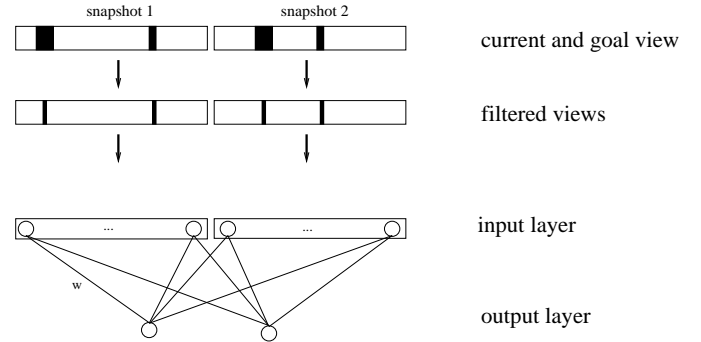 snapshot 1 snapshot 2
current and goal view
filtered views
... ...
input layer
w
output layer